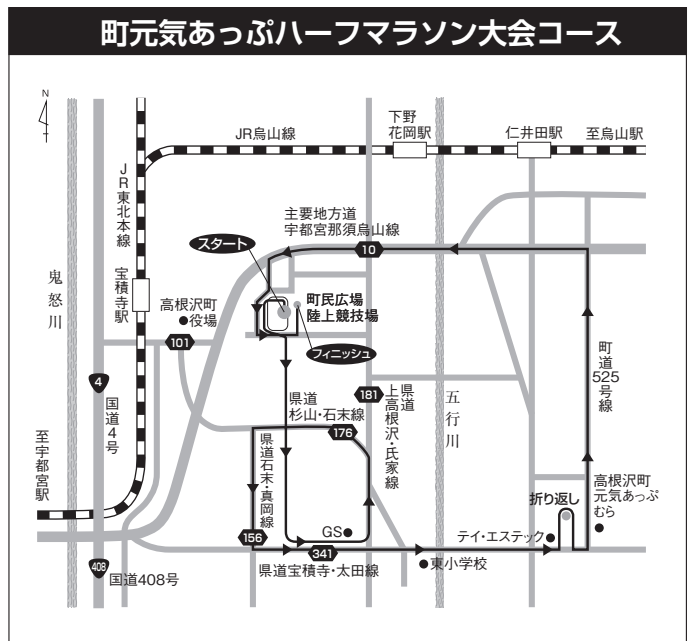 町元気あっぷハーフマラソン大会コース
N
下野
花岡駅
仁井田駅
至烏山駅
JR烏山線
JR東北本線
宝積寺駅
主要地方道
宇都宮那須烏山線
スタート
10
鬼怒川
高根沢町
役場
町民広場
陸上競技場
フィニッシュ
101
町道525号線
4
国道4号
181
県道
上高根沢・氏家線
五行川
県道
杉山・石末線
176
至宇都宮駅
県道石末・真岡線
高根沢町
元気あっぷ
むら
折り返し
GS
テイ・エステック
156
341
東小学校
408
国道408号
県道宝積寺・太田線